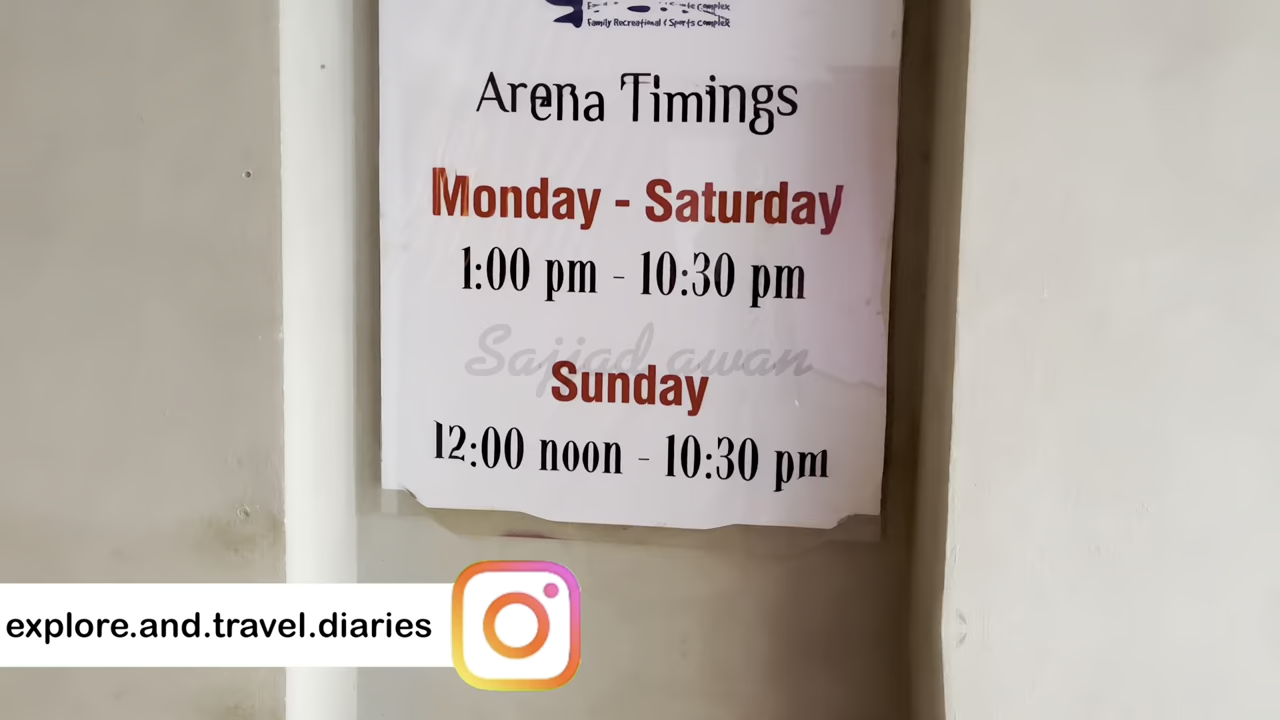 Family Recreational & Sports Complex
Arena Timings
Monday - Saturday
1:00 pm - 10:30 pm
Sajjad awan
Sunday
12:00 noon - 10:30 pm
explore.and.travel.diaries